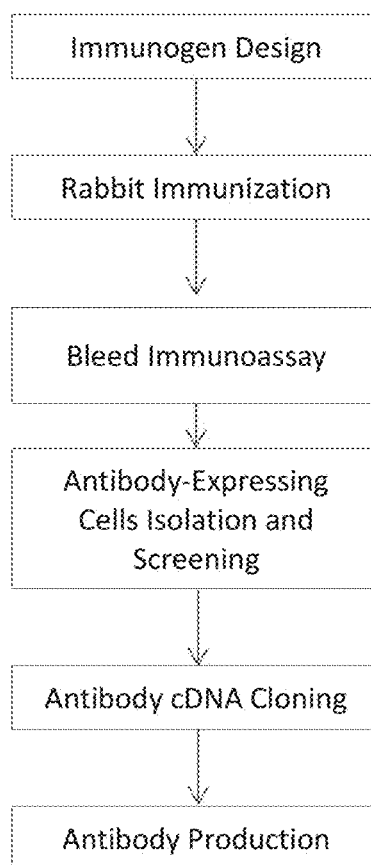 Immunogen Design
Rabbit Immunization
Bleed Immunoassay
Antibody-Expressing
Cells Isolation and
Screening
Antibody cDNA Cloning
Antibody Production